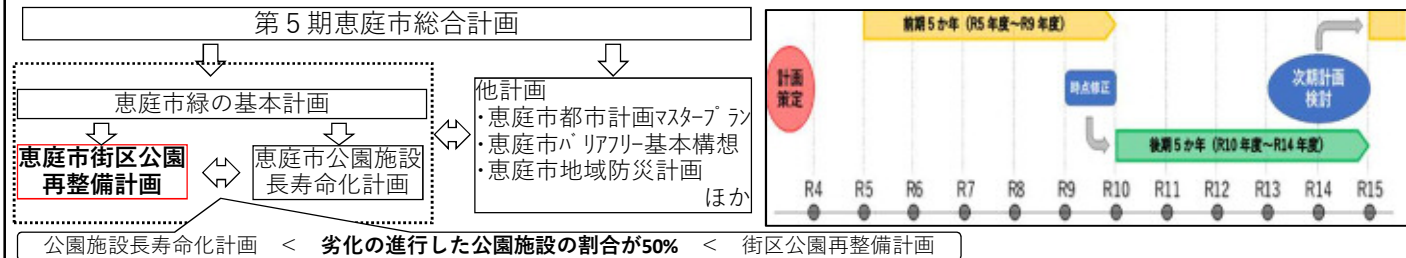 第5期恵庭市総合計画
恵庭市緑の基本計画
恵庭市街区公園
再整備計画
恵庭市公園施設
長寿命化計画
他計画
・恵庭市都市計画マスタープラン
・恵庭市バリアフリー基本構想
・恵庭市地域防災計画
ほか
公園施設長寿命化計画 < 劣化の進行した公園施設の割合が50% < 街区公園再整備計画
前期5か年（R5年度～R9年度）
計画
策定
時点修正
次期計画
検討
後期5か年（R10年度～R14年度）
R4 R5 R6 R7 R8 R9 R10 R11 R12 R13 R14 R15